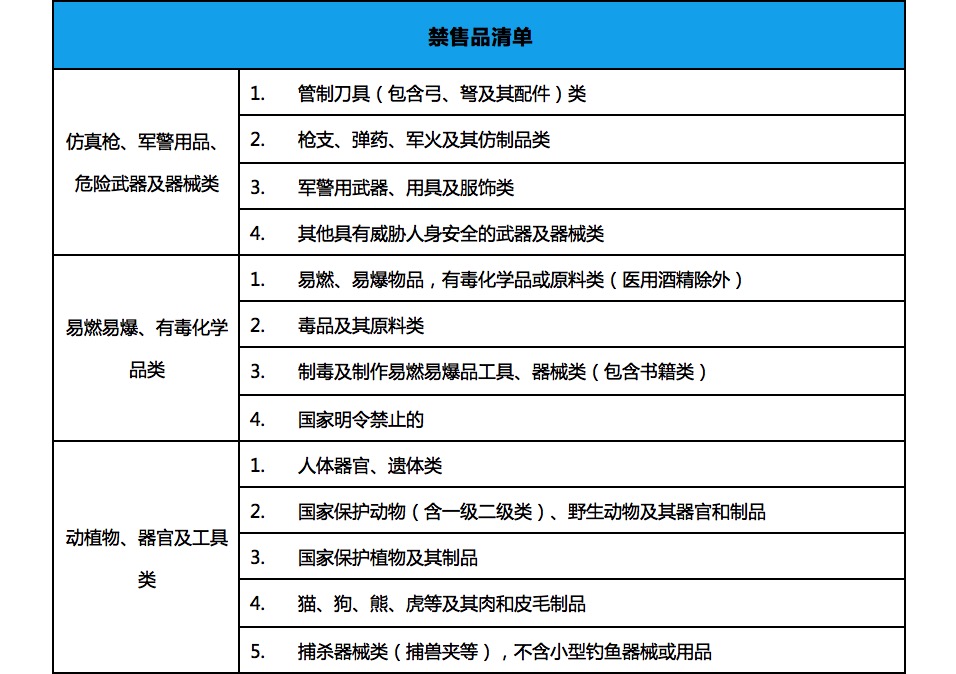 禁售品清单
仿真枪、军警用品、
危险武器及器械类
1. 管制刀具（包含弓、弩及其配件）类
2. 枪支、弹药、军火及其仿制品类
3. 军警用武器、用具及服饰类
4. 其他具有威胁人身安全的武器及器械类
易燃易爆、有毒化学
品类
1. 易燃、易爆物品，有毒化学品或原料类（医用酒精除外）
2. 毒品及其原料类
3. 制毒及制作易燃易爆品工具、器械类（包含书籍类）
4. 国家明令禁止的
动植物、器官及工具
类
1. 人体器官、遗体类
2. 国家保护动物（含一级二级类）、野生动物及其器官和制品
3. 国家保护植物及其制品
4. 猫、狗、熊、虎等及其肉和皮毛制品
5. 捕杀器械类（捕兽夹等），不含小型钓鱼器械或用品